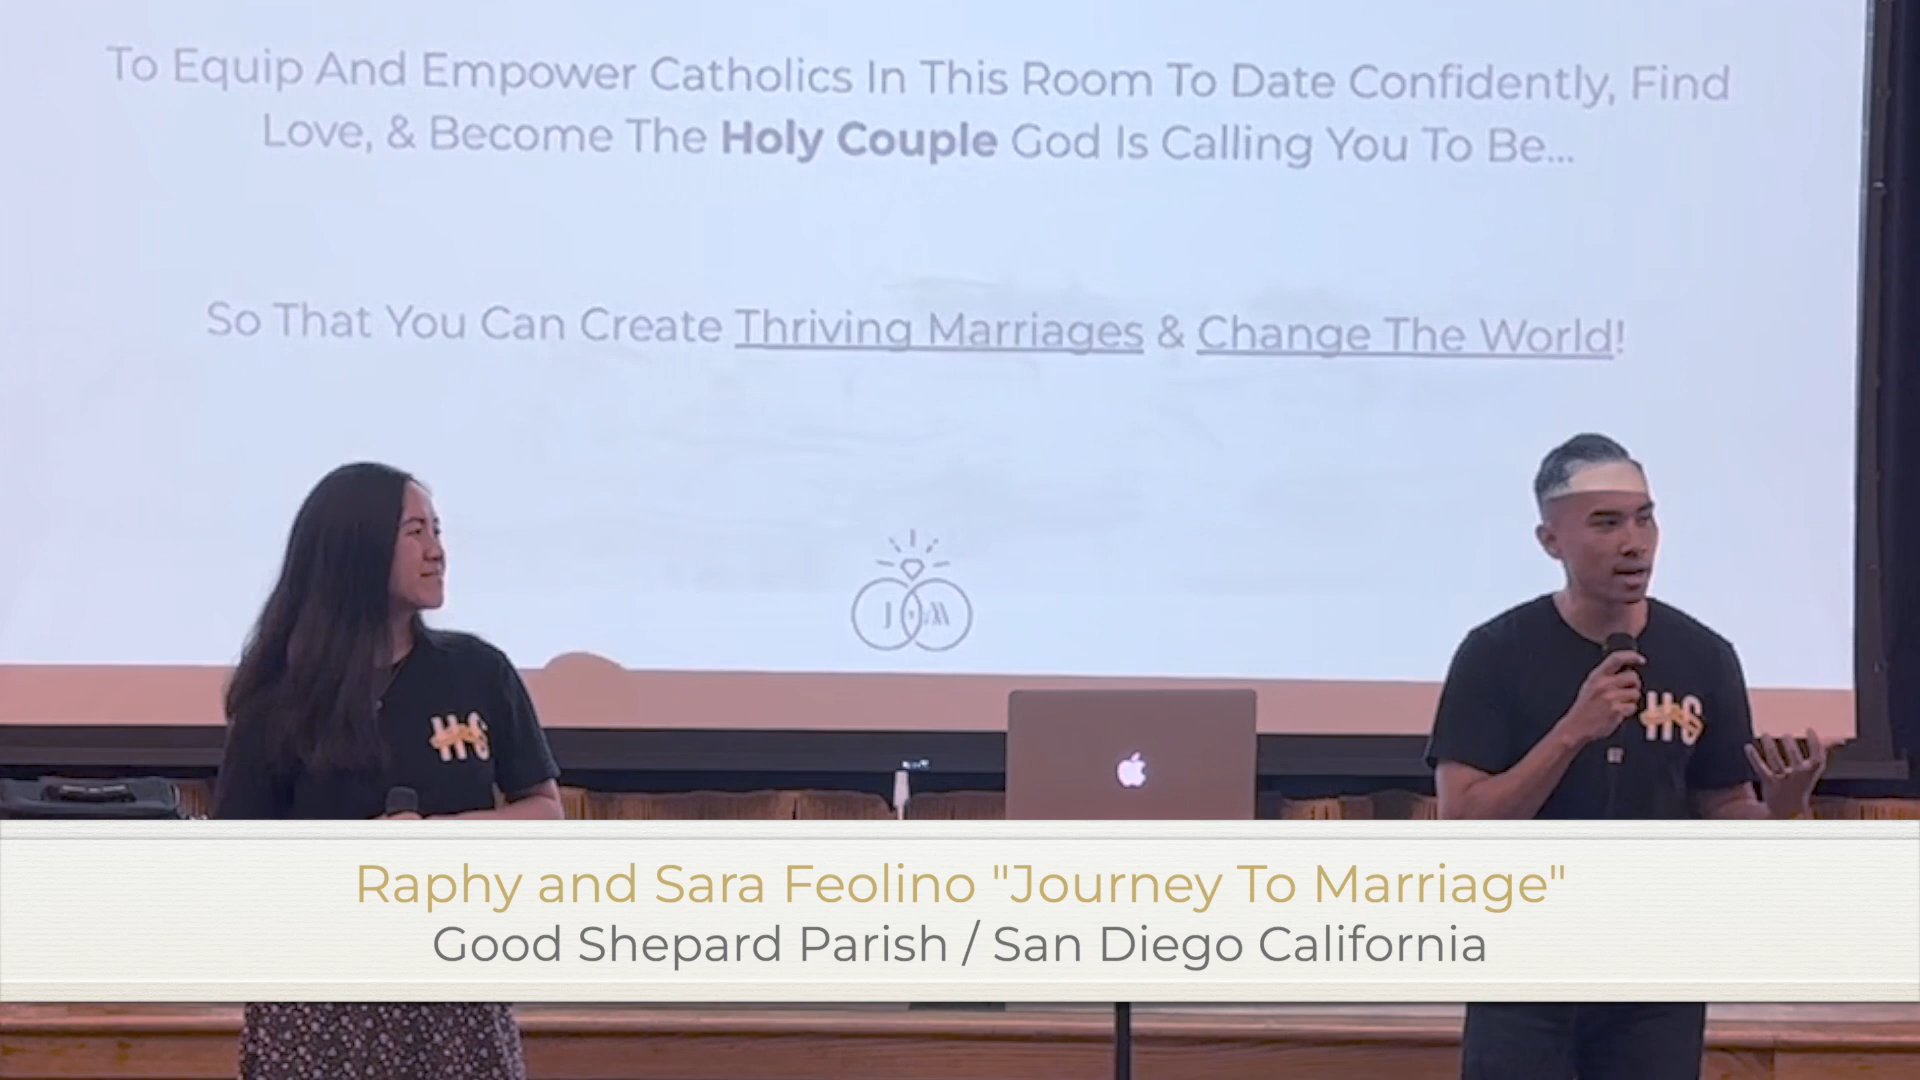 To Equip And Empower Catholics In This Room To Date Confidently, Find
Love, & Become The Holy Couple God Is Calling You To Be...
So That You Can Create Thriving Marriages & Change The World!
J M
HS
HS
Raphy and Sara Feolino "Journey To Marriage"
Good Shepard Parish / San Diego California